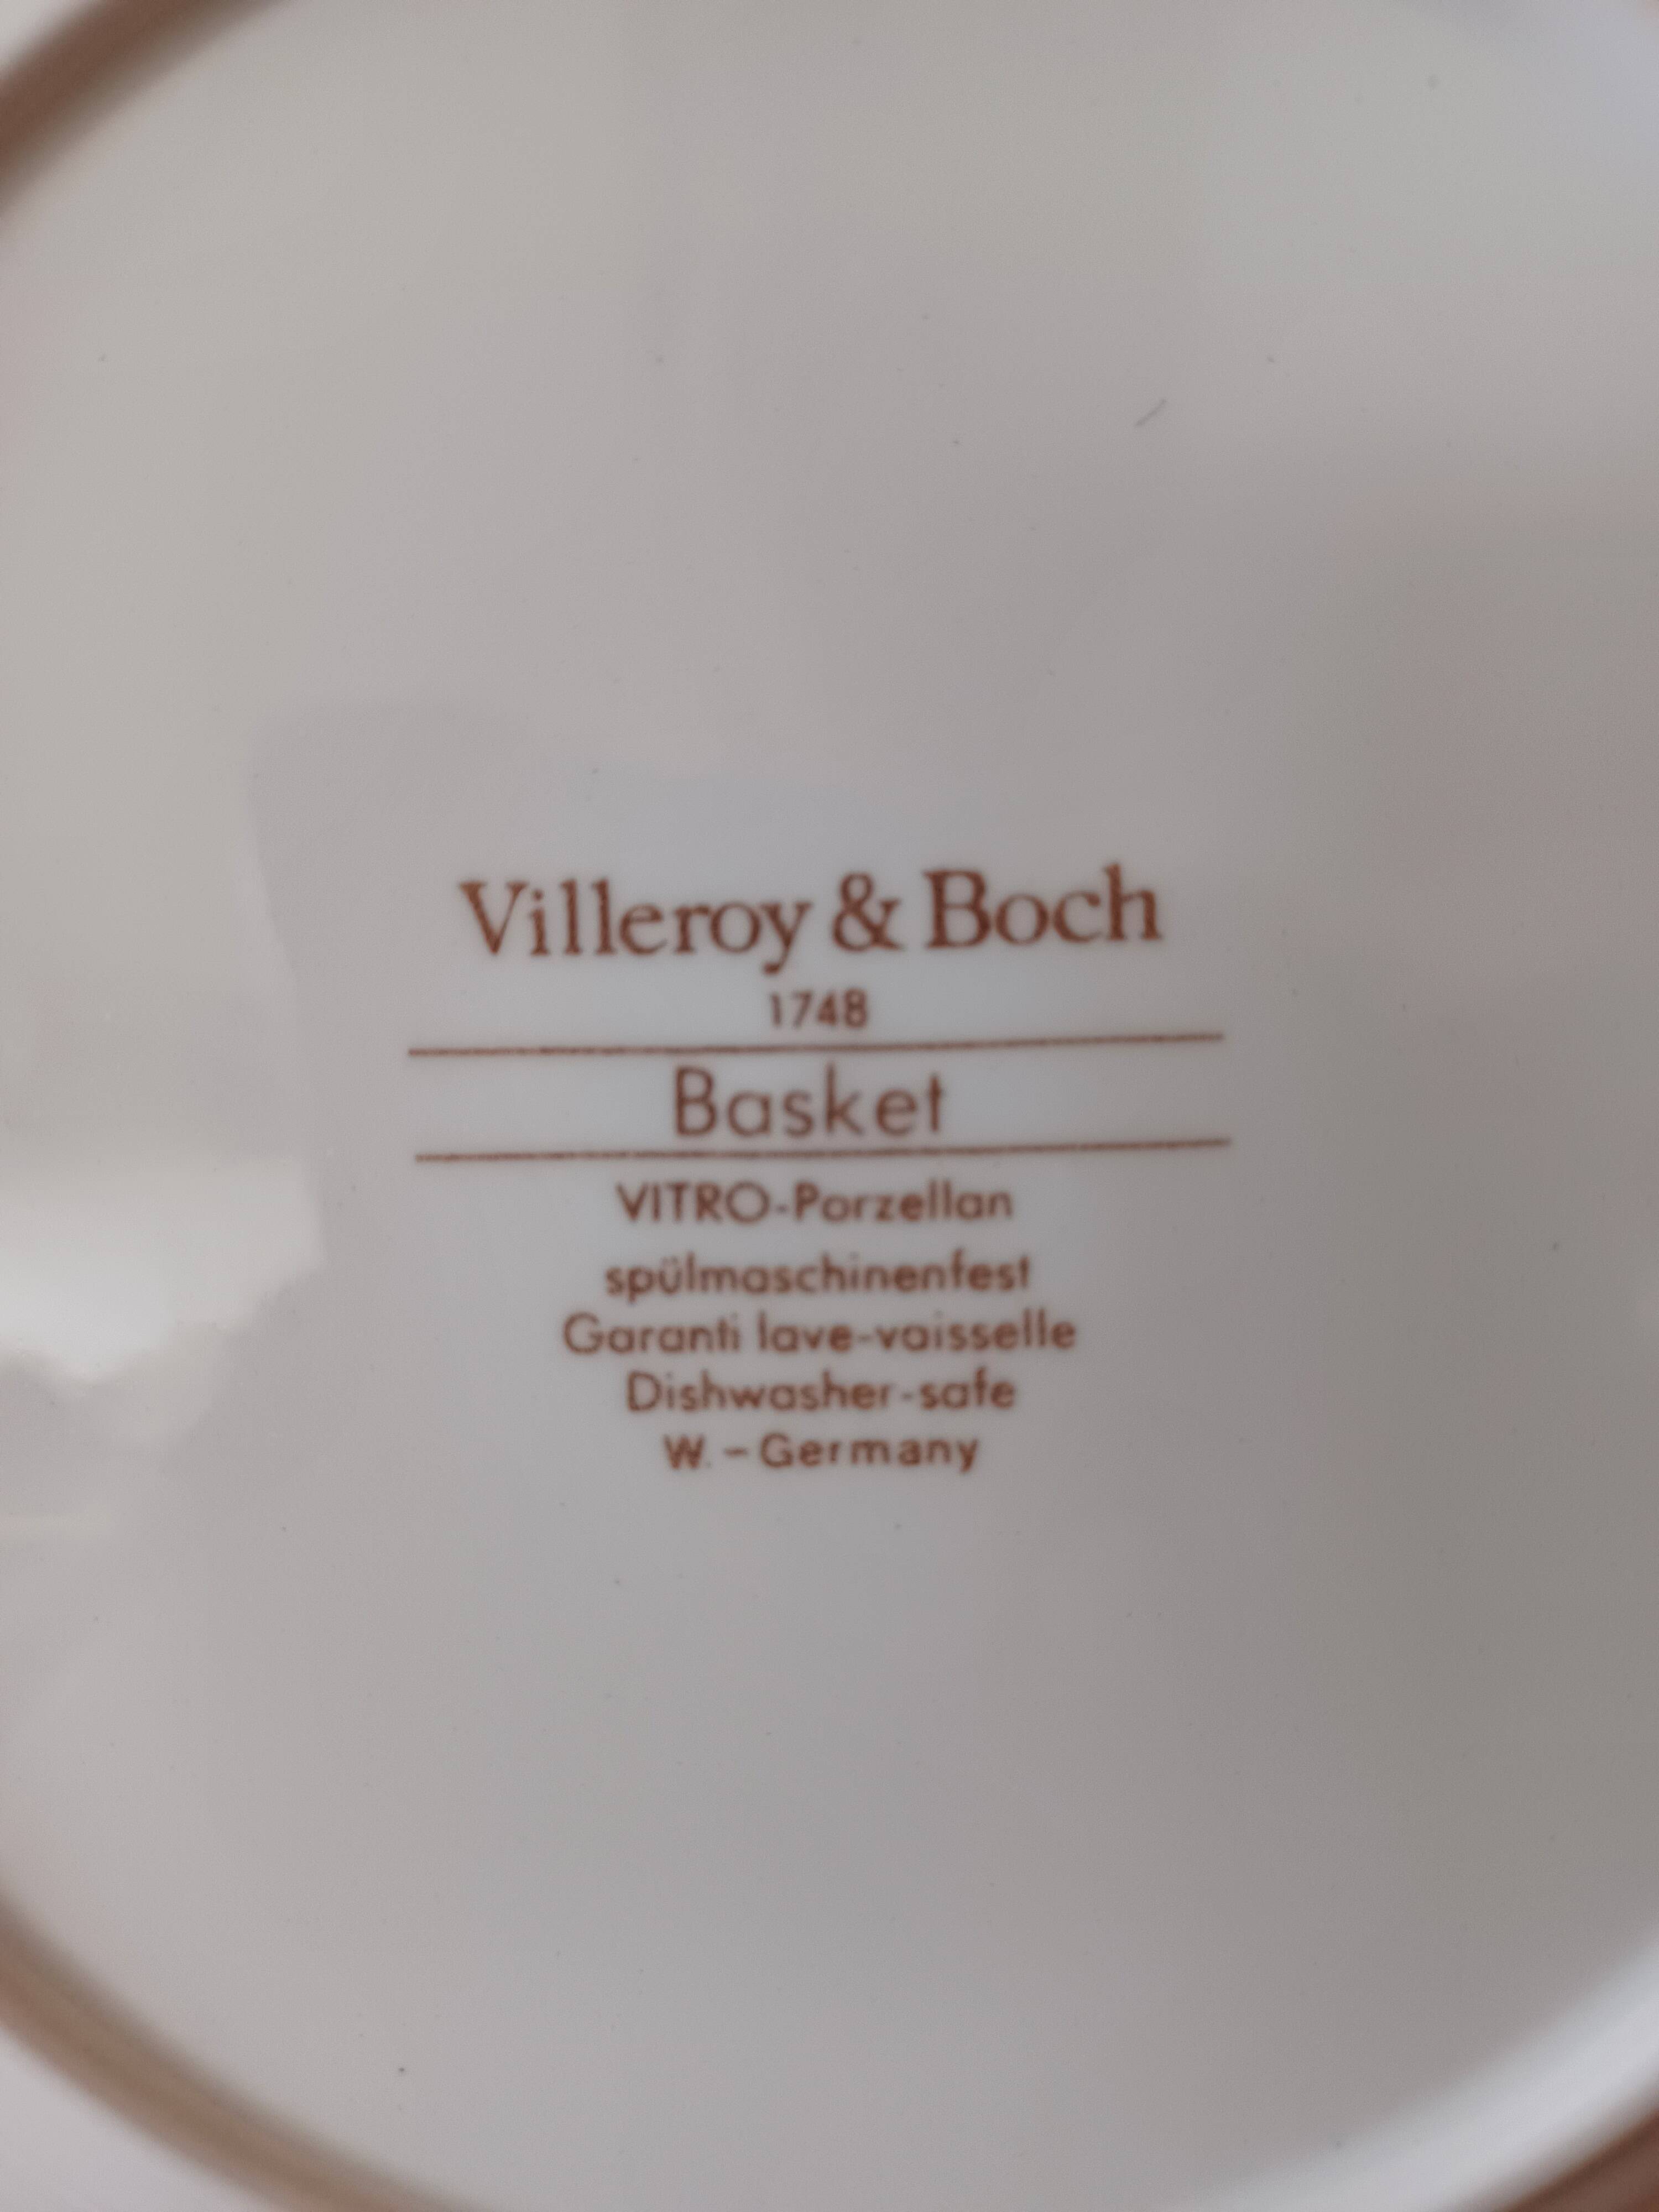 Villeroy & Boch
1748
Basket
VITRO-Porzellan
spülmaschinenfest
Garanti lave-vaisselle
Dishwasher-safe
W. - Germany